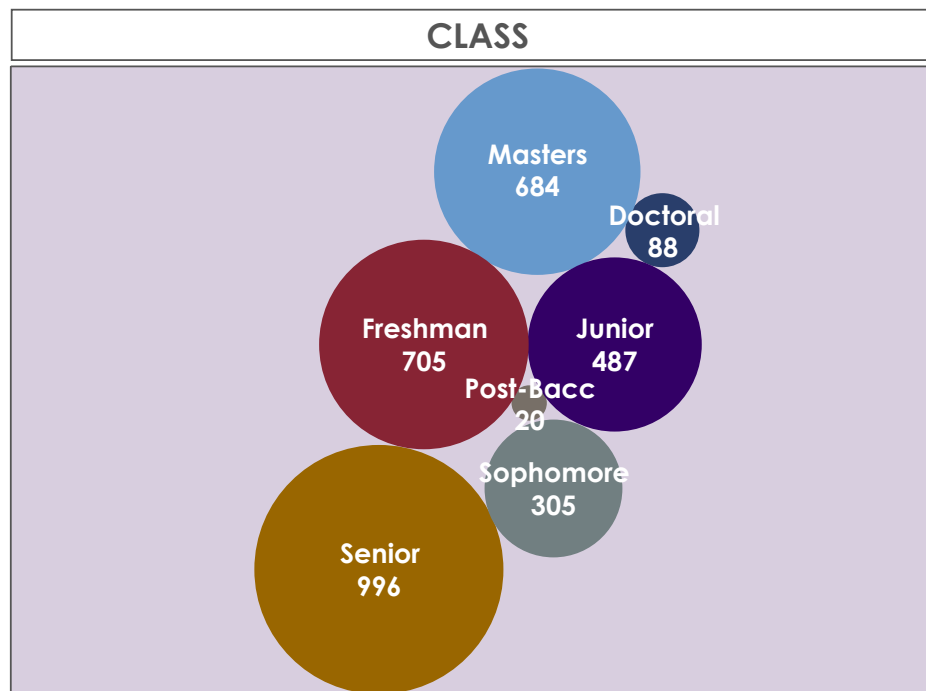 CLASS
Masters
684
Doctoral
88
Freshman
705
Junior
487
Post-Bacc
20
Sophomore
305
Senior
996